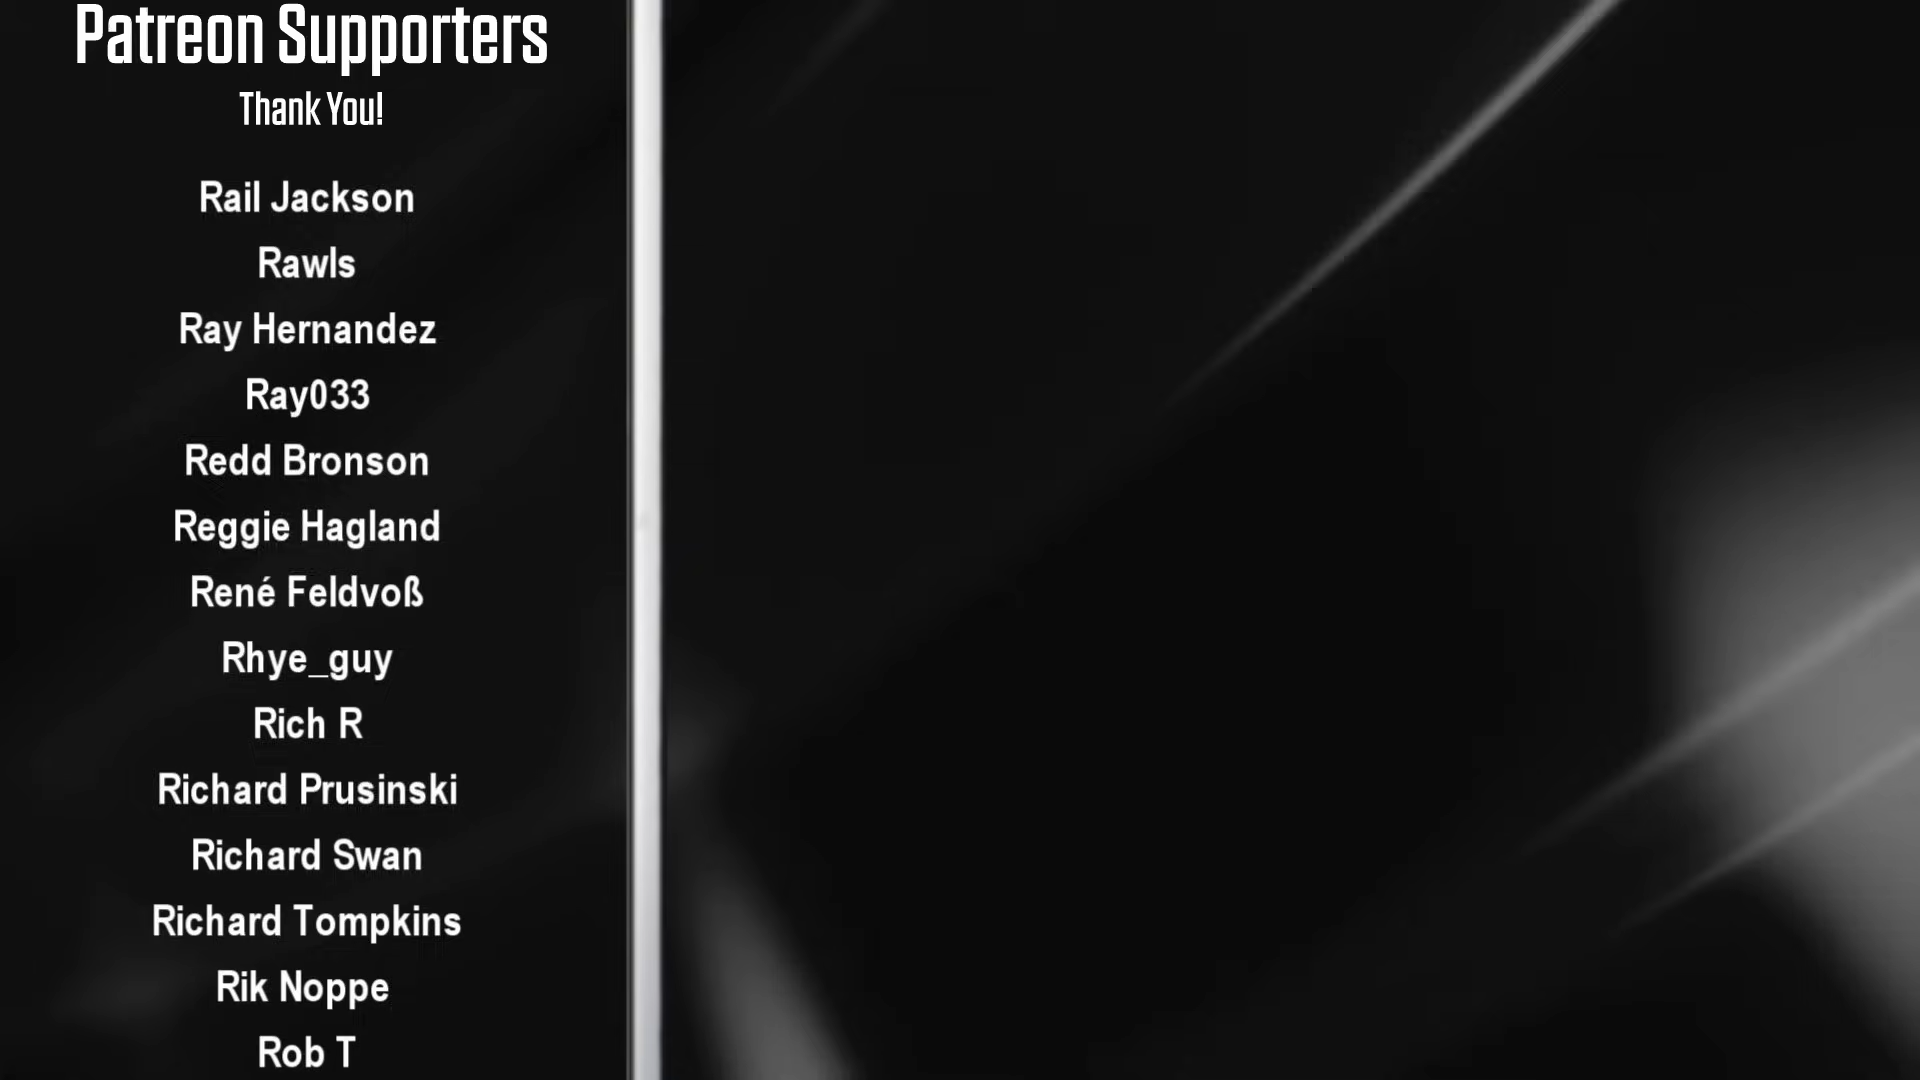 Patreon Supporters
Thank You!
Rail Jackson
Rawls
Ray Hernandez
Ray033
Redd Bronson
Reggie Hagland
René Feldvoß
Rhye_guy
Rich R
Richard Prusinski
Richard Swan
Richard Tompkins
Rik Noppe
Rob T